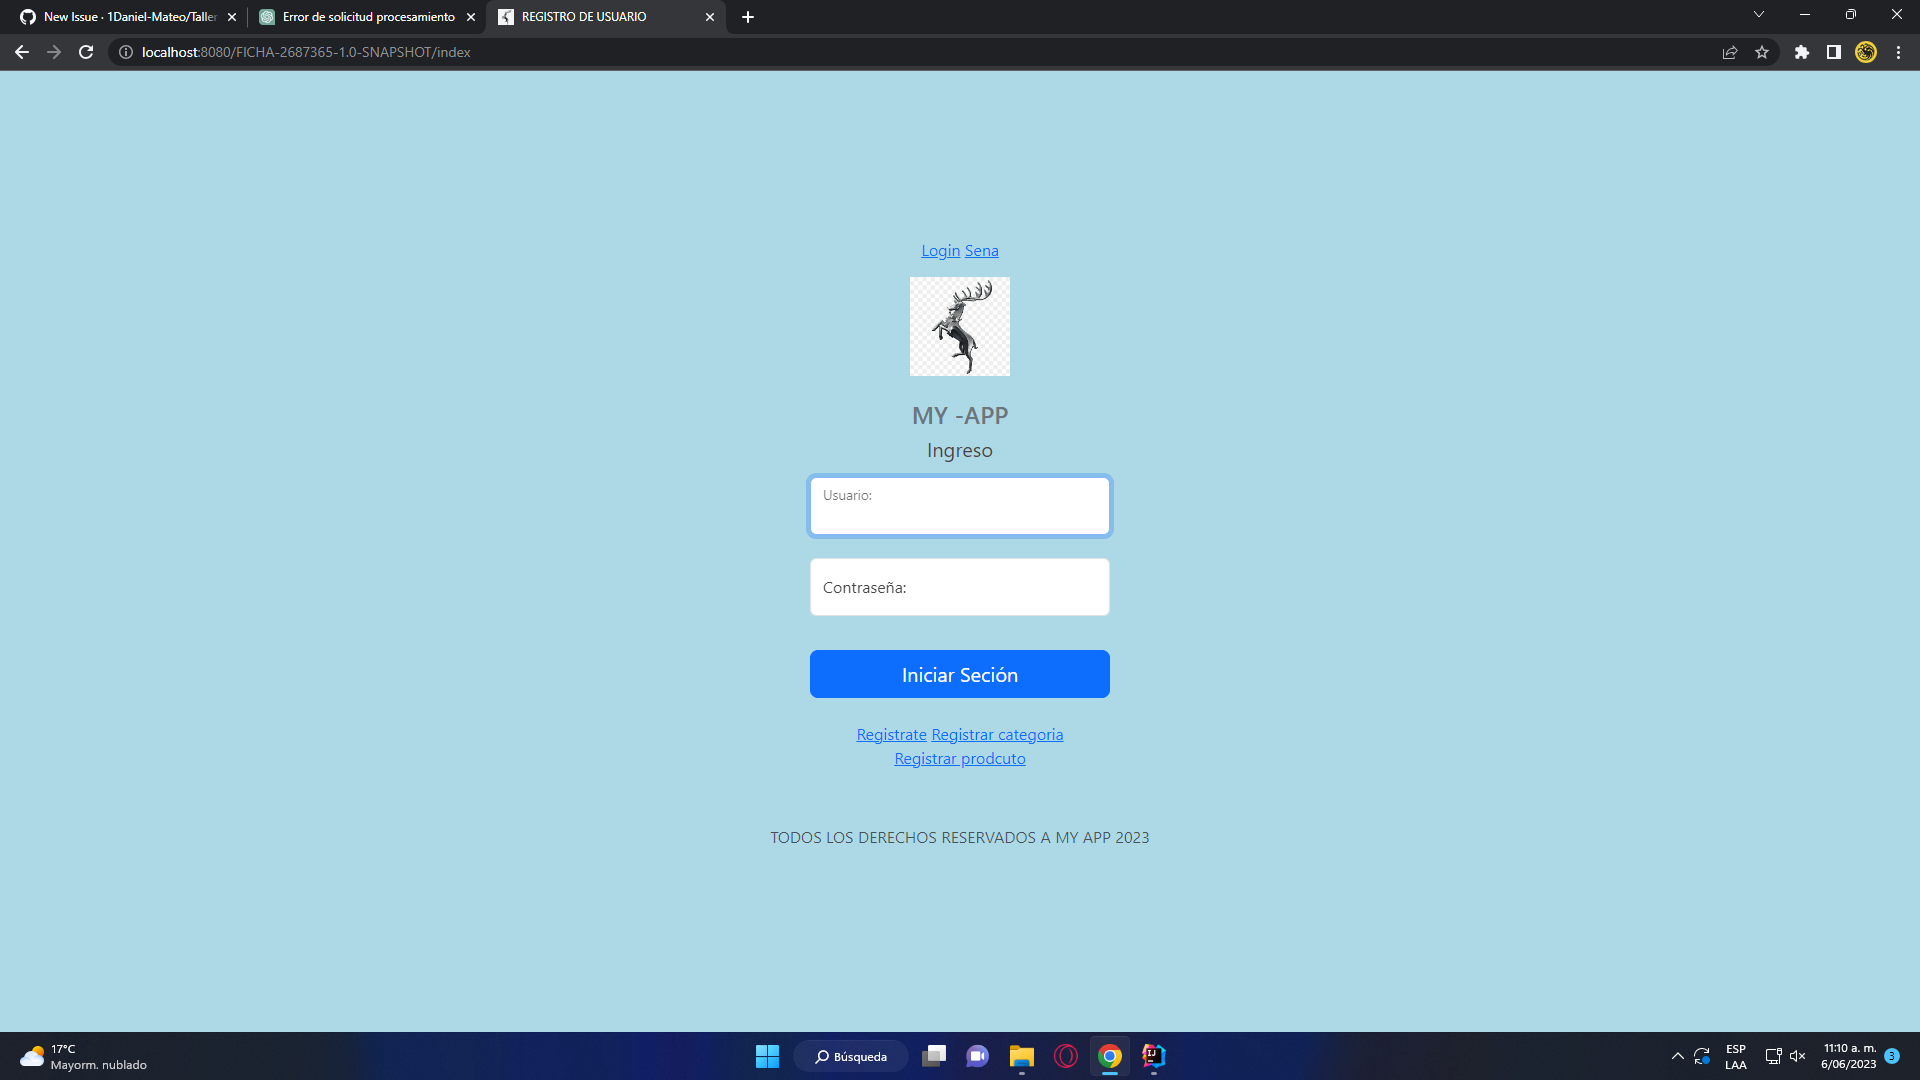 New Issue · 1Daniel-Mateo/Taller
Error de solicitud procesamiento
REGISTRO DE USUARIO
localhost:8080/FICHA-2687365-1.0-SNAPSHOT/index
Login Sena
MY -APP
Ingreso
Usuario:
Contraseña:
Iniciar Seción
Registrate Registrar categoria
Registrar prodcuto
TODOS LOS DERECHOS RESERVADOS A MY APP 2023
17°C
Mayorm. nublado
Búsqueda
ESP
LAA
11:10 a. m.
6/06/2023
3